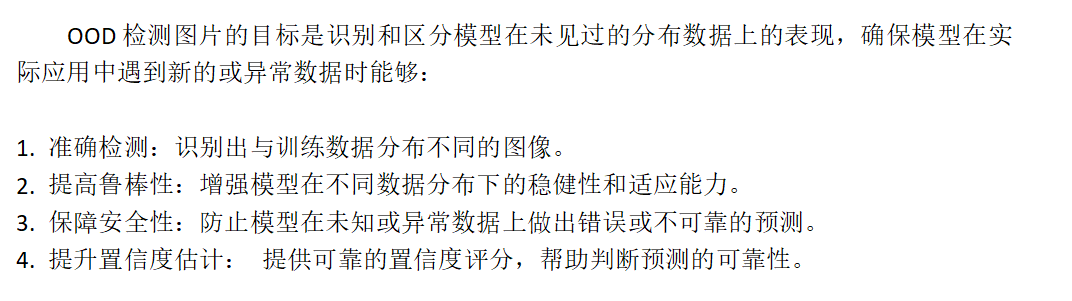 OOD 检测图片的目标是识别和区分模型在未见过的分布数据上的表现，确保模型在实
际应用中遇到新的或异常数据时能够：
1. 准确检测：识别出与训练数据分布不同的图像。
2. 提高鲁棒性：增强模型在不同数据分布下的稳健性和适应能力。
3. 保障安全性：防止模型在未知或异常数据上做出错误或不可靠的预测。
4. 提升置信度估计： 提供可靠的置信度评分，帮助判断预测的可靠性。